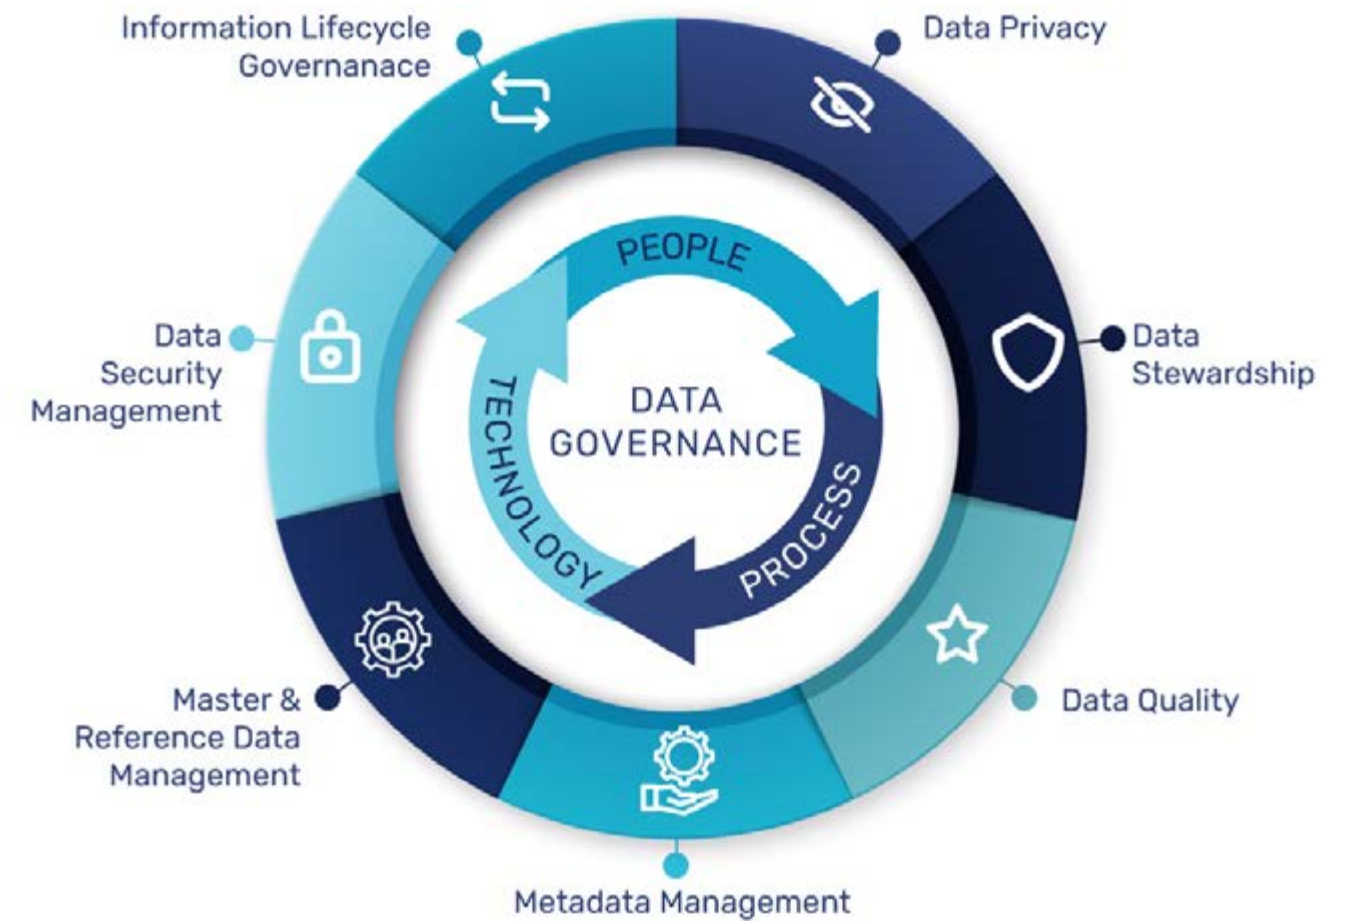 Information Lifecycle
Governanace
Data Privacy
PEOPLE
Data
Security
Management
Data
Stewardship
TECHNOLOGY
DATA
GOVERNANCE
PROCESS
Master &
Reference Data
Management
Data Quality
Metadada Management